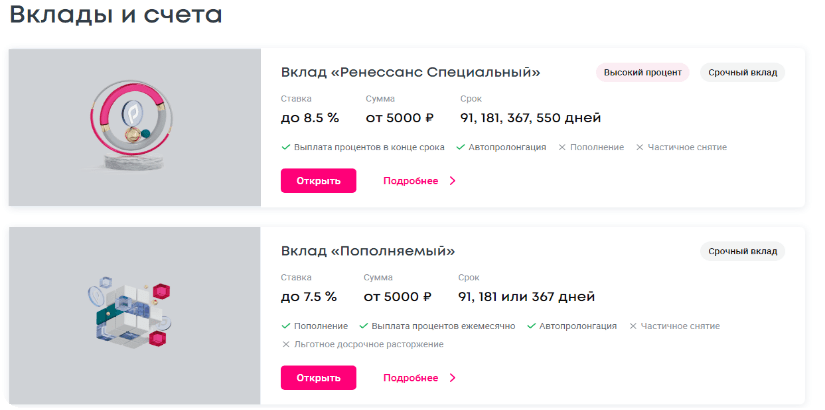 Вклады и счета
Вклад «Ренессанс Специальный»
Высокий процент
Срочный вклад
Ставка Сумма Срок
до 8.5 % от 5000 ₽ 91, 181, 367, 550 дней
Выплата процентов в конце срока Автопролонгация Пополнение Частичное снятие
Открыть Подробнее
Вклад «Пополняемый»
Срочный вклад
Ставка Сумма Срок
до 7.5 % от 5000 ₽ 91, 181 или 367 дней
Пополнение Выплата процентов ежемесячно Автопролонгация Частичное снятие
Льготное досрочное расторжение
Открыть Подробнее